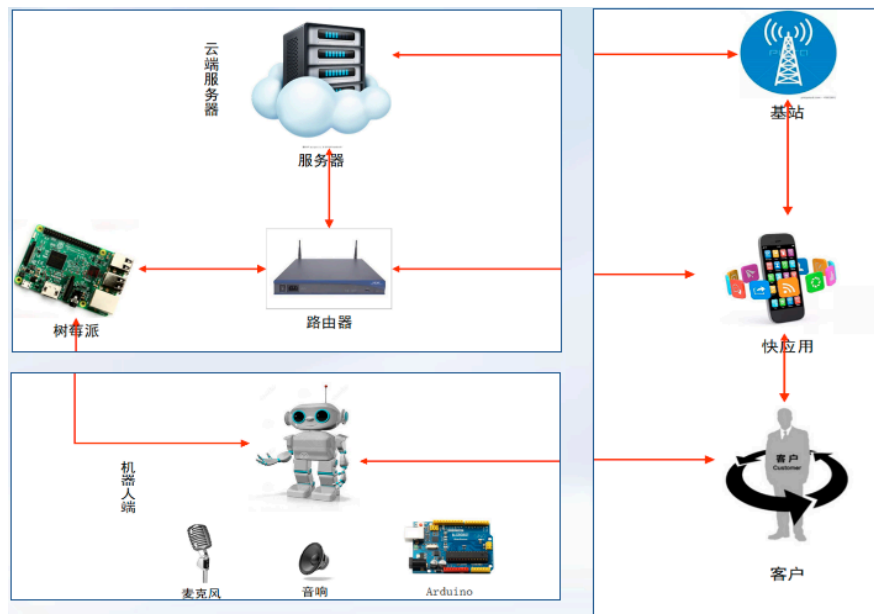 云端服务器
服务器
基站
树莓派
路由器
快应用
机器人端
麦克风
音响
Arduino
客户
Customer
客户